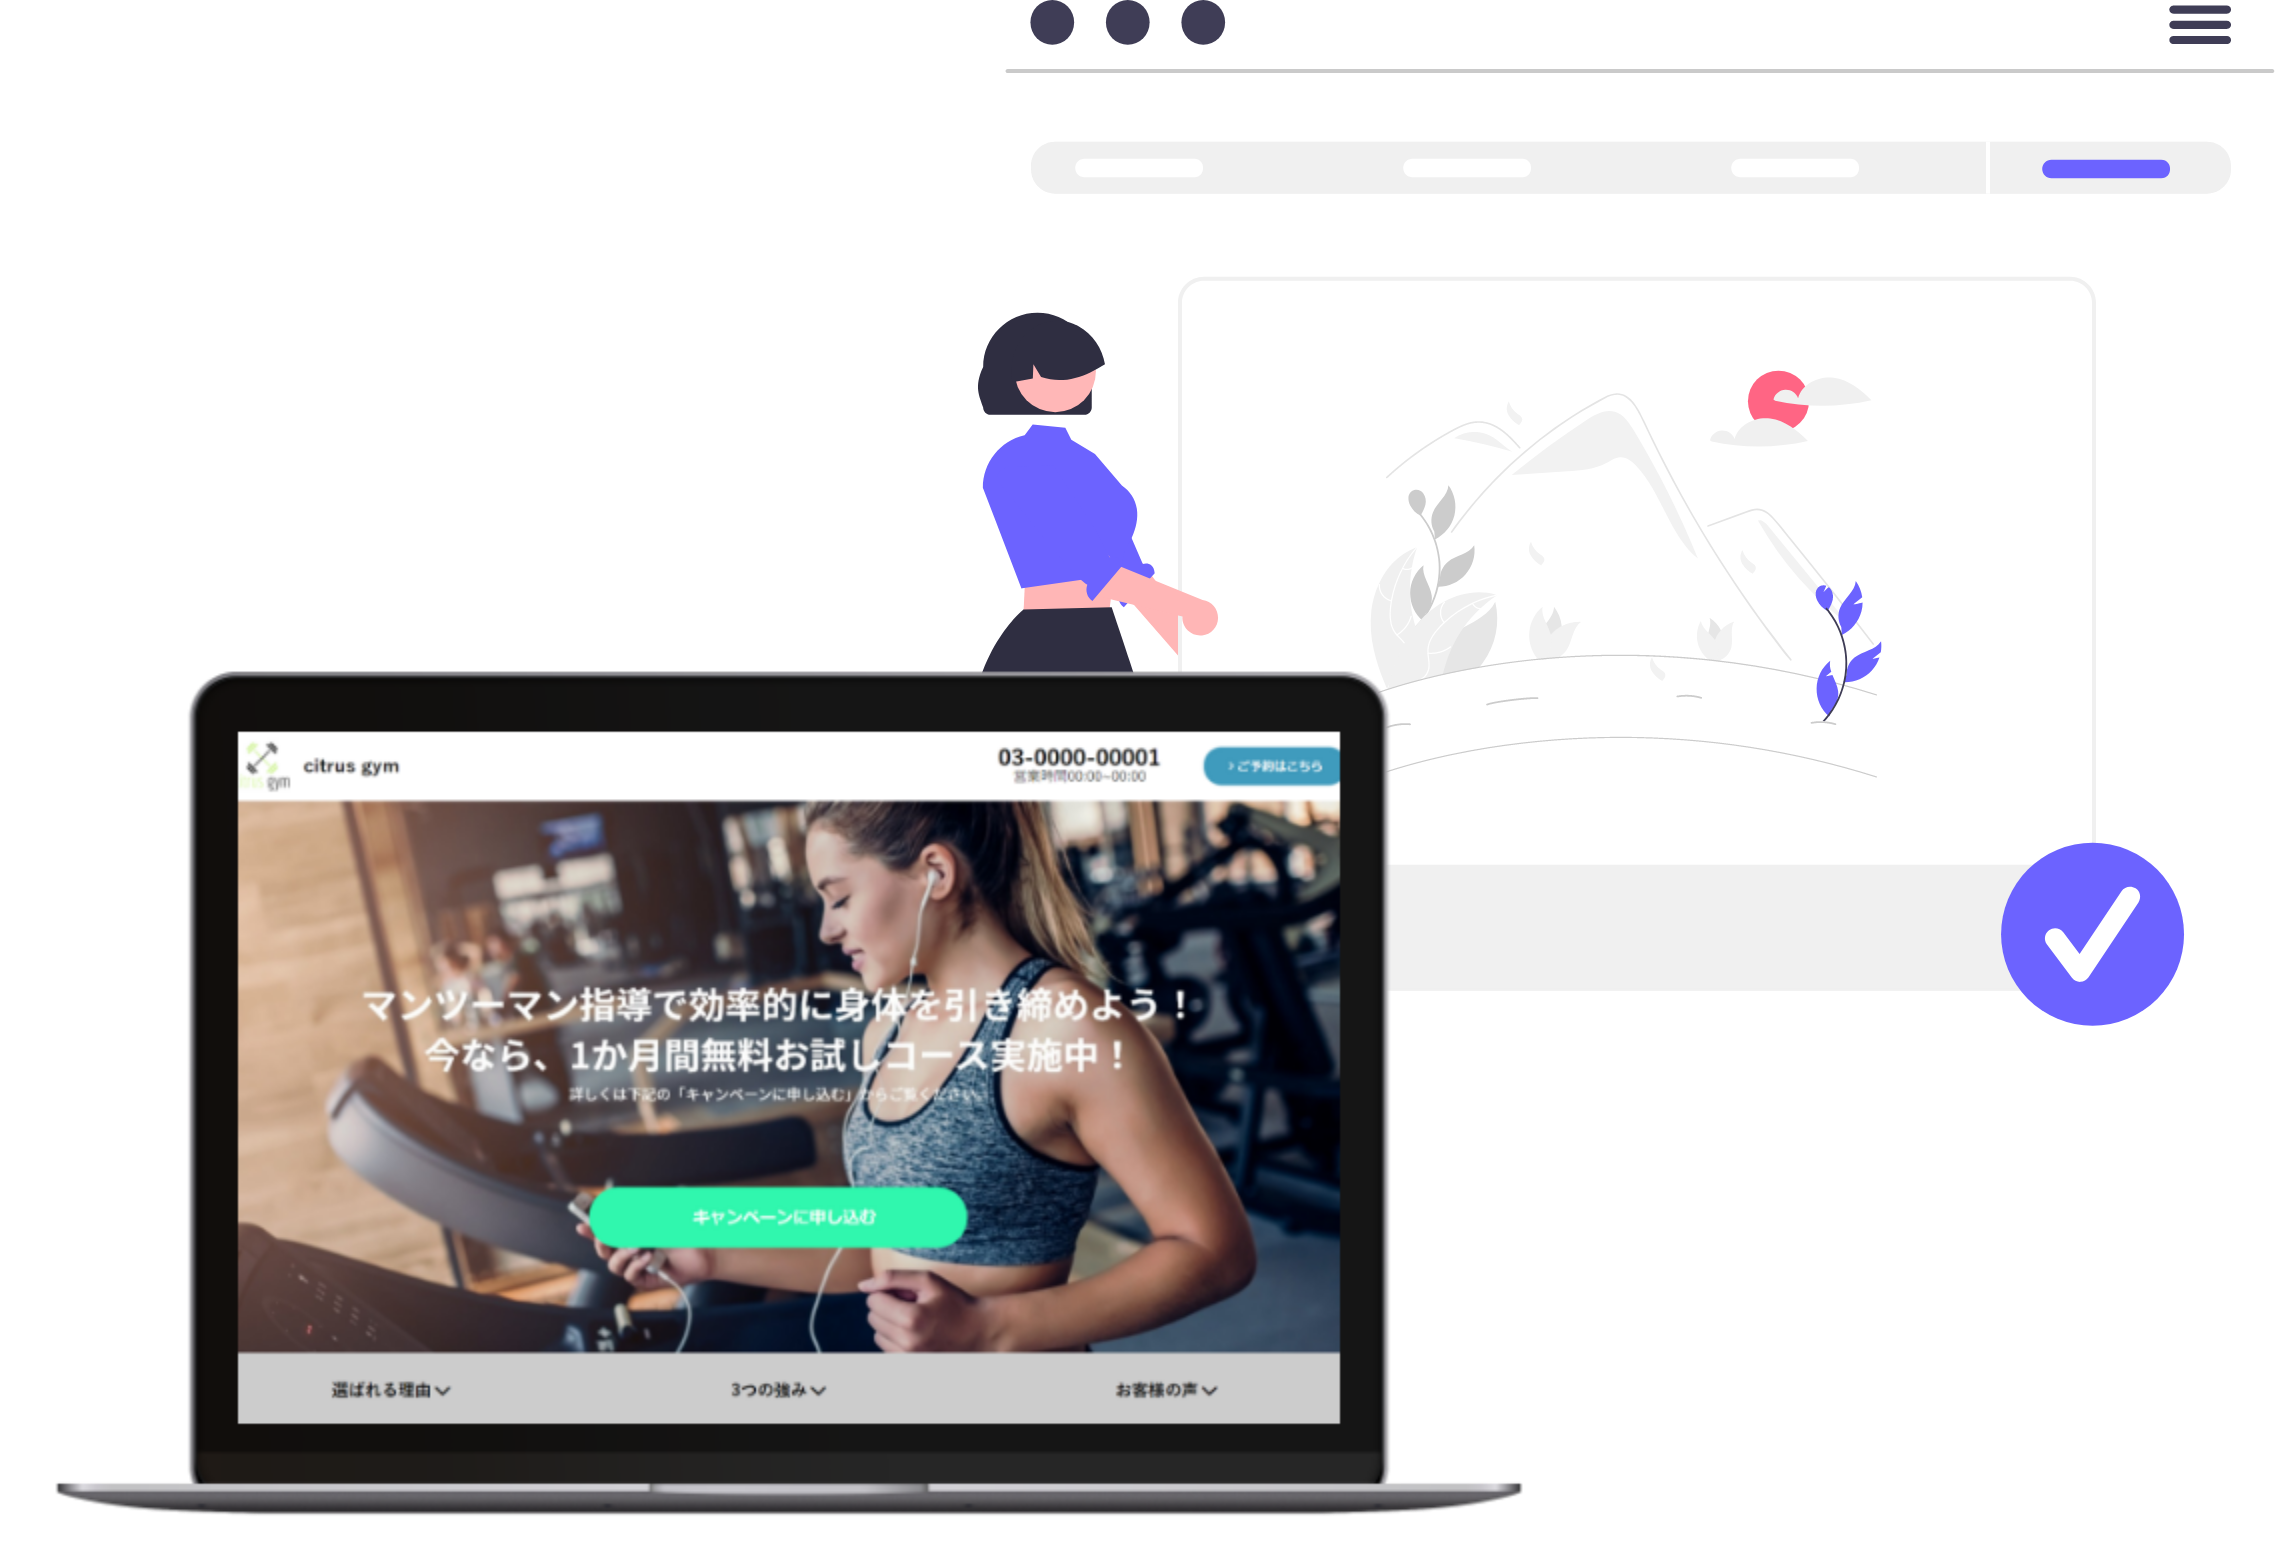 gym
citrus gym
03-0000-00001
営業時間00:00~00:00
› ご予約はこちら
マンツーマン指導で効率的に身体を引き締めよう！
今なら、1か月間無料お試しコース実施中！
詳しくは下記の「キャンペーンに申し込む」からご覧ください。
キャンペーンに申し込む
選ばれる理由
3つの強み
お客様の声